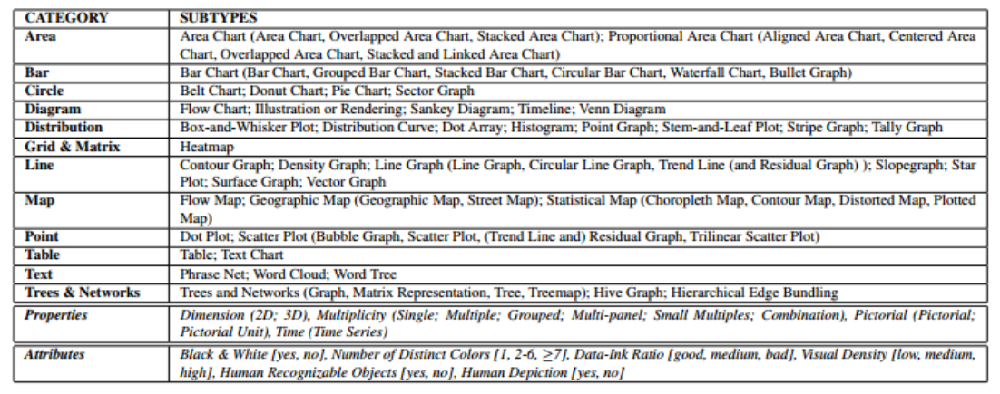 CATEGORY SUBTYPES
Area Area Chart (Area Chart, Overlapped Area Chart, Stacked Area Chart); Proportional Area Chart (Aligned Area Chart, Centered Area
Chart, Overlapped Area Chart, Stacked and Linked Area Chart)
Bar Bar Chart (Bar Chart, Grouped Bar Chart, Stacked Bar Chart, Circular Bar Chart, Waterfall Chart, Bullet Graph)
Circle Belt Chart; Donut Chart; Pie Chart; Sector Graph
Diagram Flow Chart; Illustration or Rendering; Sankey Diagram; Timeline; Venn Diagram
Distribution Box-and-Whisker Plot; Distribution Curve; Dot Array; Histogram; Point Graph; Stem-and-Leaf Plot; Stripe Graph; Tally Graph
Grid & Matrix Heatmap
Line Contour Graph; Density Graph; Line Graph (Line Graph, Circular Line Graph, Trend Line (and Residual Graph) ); Slopegraph; Star
Plot; Surface Graph; Vector Graph
Map Flow Map; Geographic Map (Geographic Map, Street Map); Statistical Map (Choropleth Map, Contour Map, Distorted Map, Plotted
Map)
Point Dot Plot; Scatter Plot (Bubble Graph, Scatter Plot, (Trend Line and) Residual Graph, Trilinear Scatter Plot)
Table Table; Text Chart
Text Phrase Net; Word Cloud; Word Tree
Trees & Networks Trees and Networks (Graph, Matrix Representation, Tree, Treemap); Hive Graph; Hierarchical Edge Bundling
Properties Dimension (2D; 3D), Multiplicity (Single; Multiple; Grouped; Multi-panel; Small Multiples; Combination), Pictorial (Pictorial;
Pictorial Unit), Time (Time Series)
Attributes Black & White [yes, no], Number of Distinct Colors [1, 2-6, ≥7], Data-Ink Ratio [good, medium, bad], Visual Density [low, medium,
high], Human Recognizable Objects [yes, no], Human Depiction [yes, no]